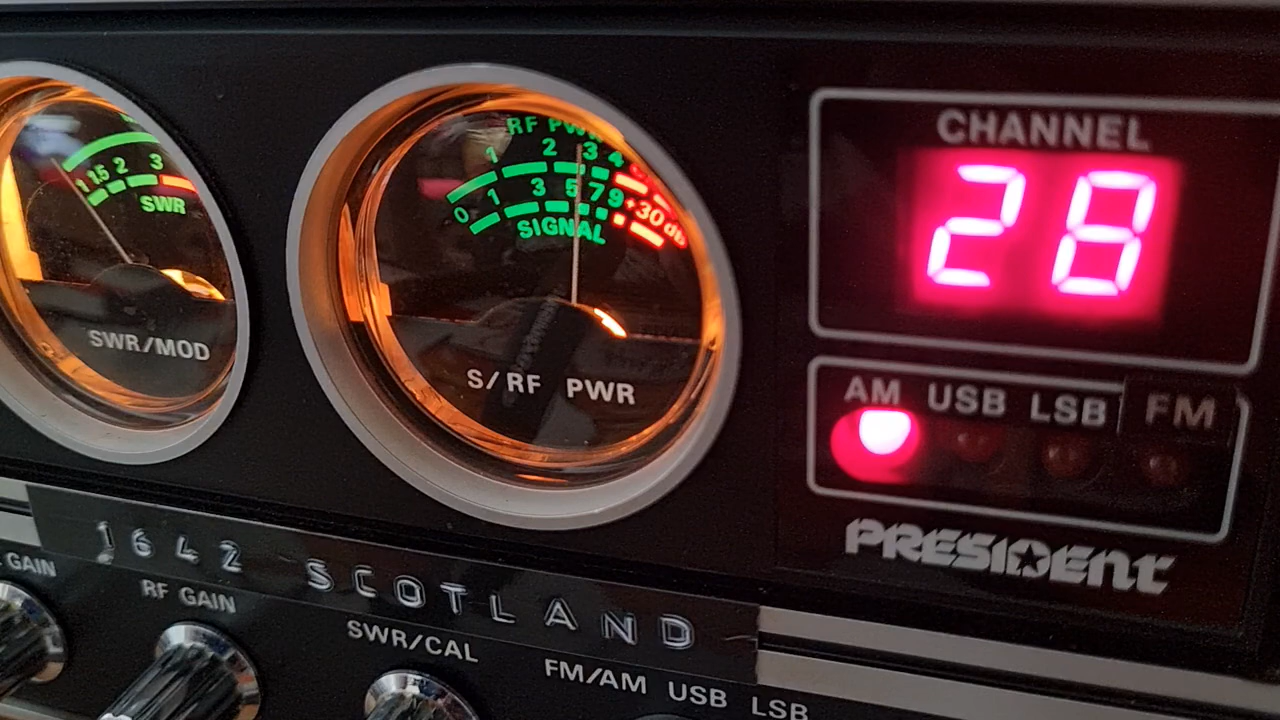 1 1.5 2 3
SWR
SWR/MOD
RF PWR
1 2 3 4
0 1 3 5 7 9 +30 db
SIGNAL
S/RF PWR
CHANNEL
28
AM USB LSB FM
PRESIDENT
1642 SCOTLAND
GAIN
RF GAIN
SWR/CAL
FM/AM USB LSB